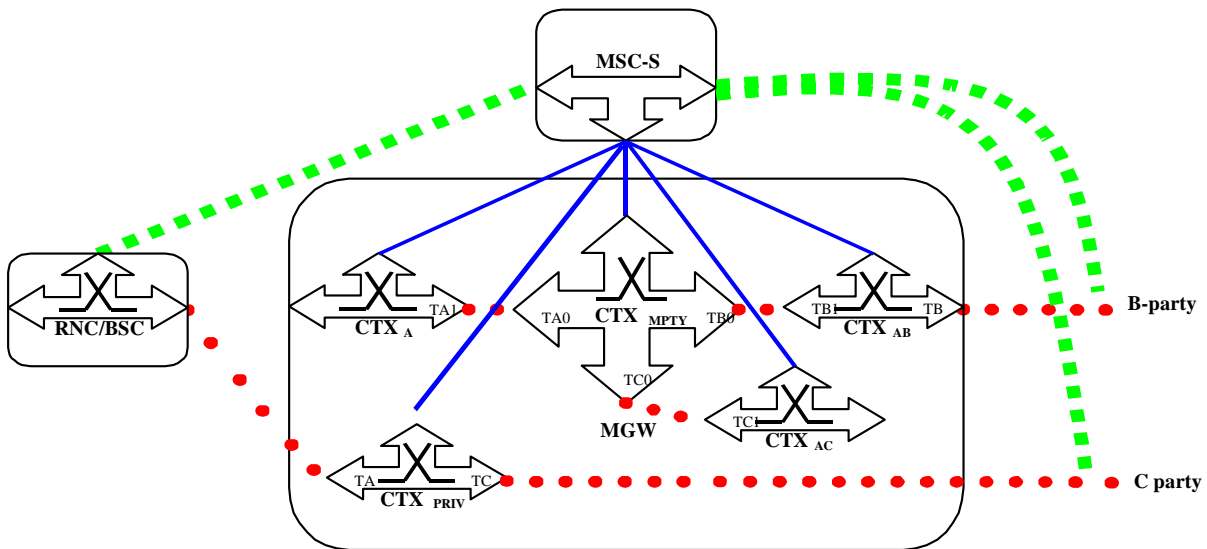 MSC-S
B-party
TA1
TA0
CTX MPTY
TB0
TB1
TB
RNC/BSC
CTX A
CTX AB
TC0
MGW
TC1
CTX AC
TA
TC
CTX PRIV
C party